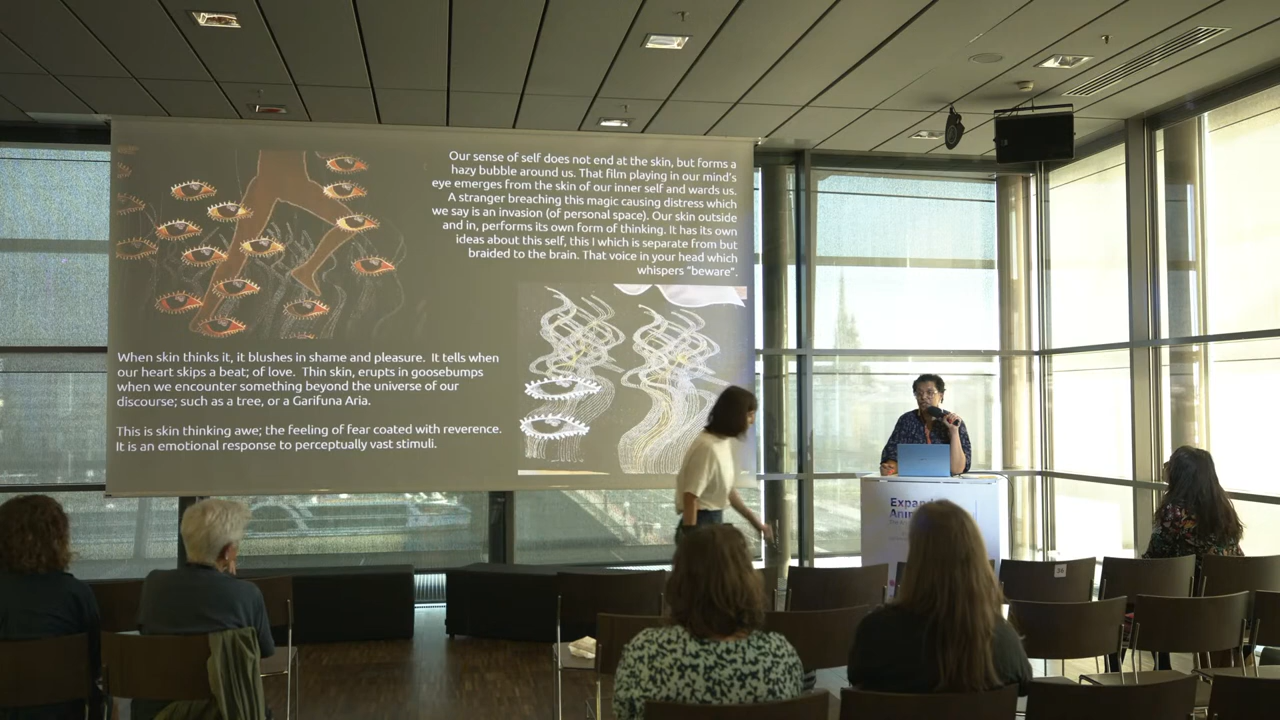 Our sense of self does not end at the skin, but forms a
hazy bubble around us. That film playing in our mind's
eye emerges from the skin of our inner self and wards us.
A stranger breaching this magic causing distress which
we say is an invasion (of personal space). Our skin outside
and in, performs its own form of thinking. It has its own
ideas about this self, this I which is separate from but
braided to the brain. That voice in your head which
whispers "beware".
When skin thinks it, it blushes in shame and pleasure. It tells when
our heart skips a beat; of love. Thin skin, erupts in goosebumps
when we encounter something beyond the universe of our
discourse; such as a tree, or a Garifuna Aria.
This is skin thinking awe; the feeling of fear coated with reverence.
It is an emotional response to perceptually vast stimuli.